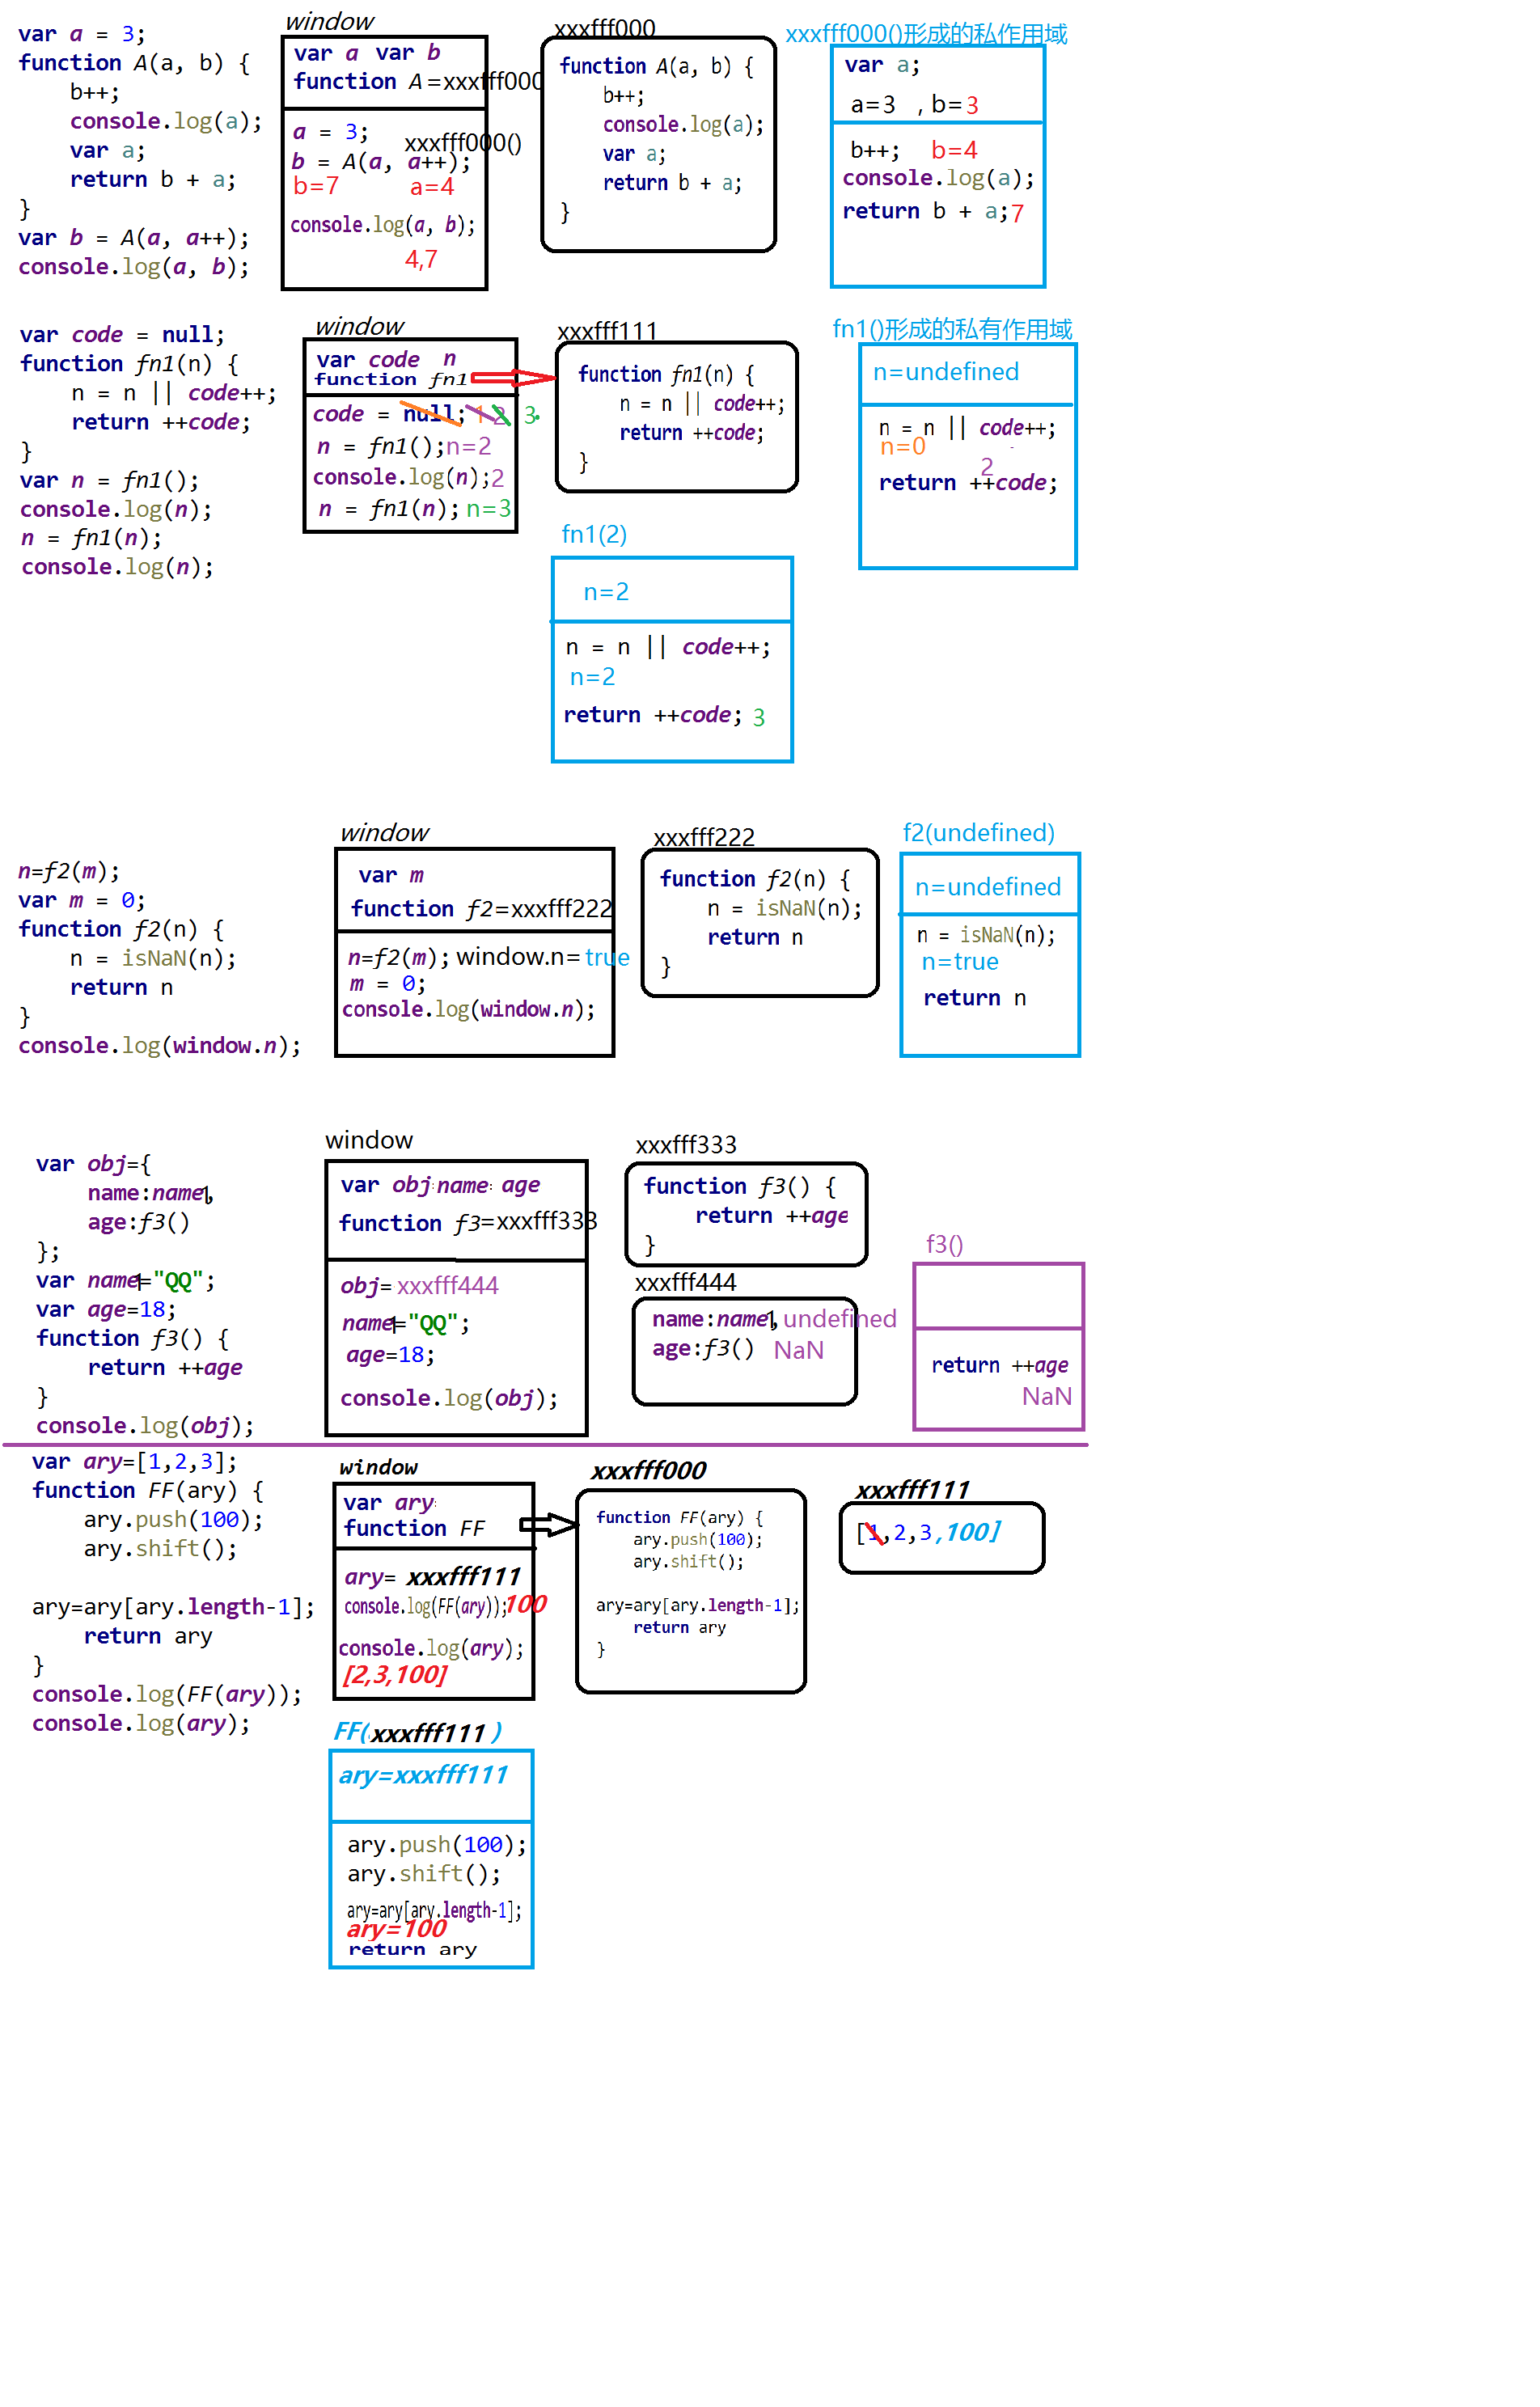 var a = 3;
function A(a, b) {
b++;
console.log(a);
var a;
return b + a;
}
var b = A(a, a++);
console.log(a, b);
window
var a var b
function A=xxxfff000
a = 3;
xxxfff000()
b = A(a, a++);
b=7 a=4
console.log(a, b);
4,7
xxxfff000
function A(a, b) {
b++;
console.log(a);
var a;
return b + a;
}
xxxfff000()形成的私作用域
var a;
a=3 , b=3
b++; b=4
console.log(a);
return b + a;7
var code = null;
function fn1(n) {
n = n || code++;
return ++code;
}
var n = fn1();
console.log(n);
n = fn1(n);
console.log(n);
window
var code n
function fn1
code = null; 1 2 3
n = fn1();n=2
console.log(n);2
n = fn1(n); n=3
xxxfff111
function fn1(n) {
n = n || code++;
return ++code;
}
fn1()形成的私有作用域
n=undefined
n = n || code++;
n=0
2
return ++code;
fn1(2)
n=2
n = n || code++;
n=2
return ++code; 3
n=f2(m);
var m = 0;
function f2(n) {
n = isNaN(n);
return n
}
console.log(window.n);
window
var m
function f2=xxxfff222
n=f2(m); window.n= true
m = 0;
console.log(window.n);
xxxfff222
function f2(n) {
n = isNaN(n);
return n
}
f2(undefined)
n=undefined
n = isNaN(n);
n=true
return n
var obj={
name:name1,
age:f3()
};
var name1="QQ";
var age=18;
function f3() {
return ++age
}
console.log(obj);
window
var obj name age
function f3=xxxfff333
obj= xxxfff444
name1="QQ";
age=18;
console.log(obj);
xxxfff333
function f3() {
return ++age
}
xxxfff444
name:name1, undefined
age:f3() NaN
f3()
return ++age
NaN
var ary=[1,2,3];
function FF(ary) {
ary.push(100);
ary.shift();
ary=ary[ary.length-1];
return ary
}
console.log(FF(ary));
console.log(ary);
window
var ary
function FF
ary= xxxfff111
console.log(FF(ary));100
console.log(ary);
[2,3,100]
xxxfff000
function FF(ary) {
ary.push(100);
ary.shift();
ary=ary[ary.length-1];
return ary
}
xxxfff111
[1,2,3,100]
FF(xxxfff111)
ary=xxxfff111
ary.push(100);
ary.shift();
ary=ary[ary.length-1];
ary=100
return ary